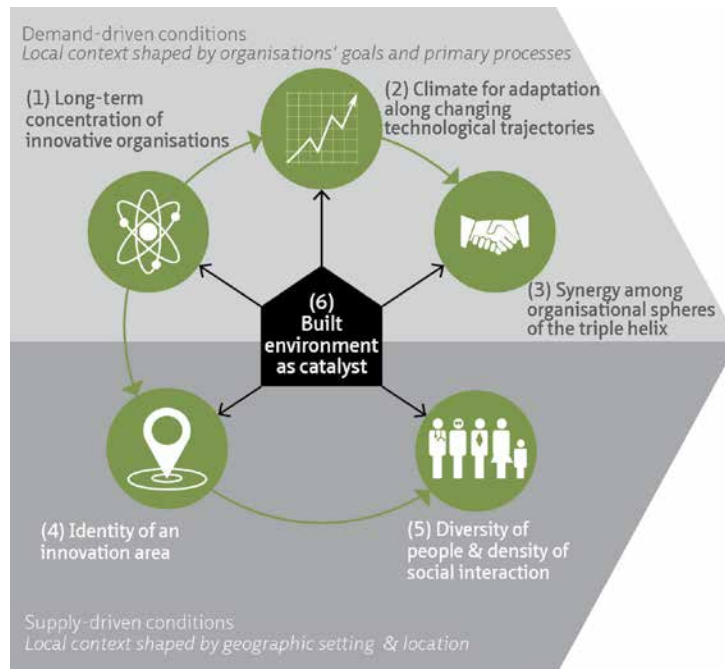 Demand-driven conditions
Local context shaped by organisations' goals and primary processes
(1) Long-term
concentration of
innovative organisations
(2) Climate for adaptation
along changing
technological trajectories
(3) Synergy among
organisational spheres
of the triple helix
(6)
Built
environment
as catalyst
(4) Identity of an
innovation area
(5) Diversity of
people & density of
social interaction
Supply-driven conditions
Local context shaped by geographic setting & location